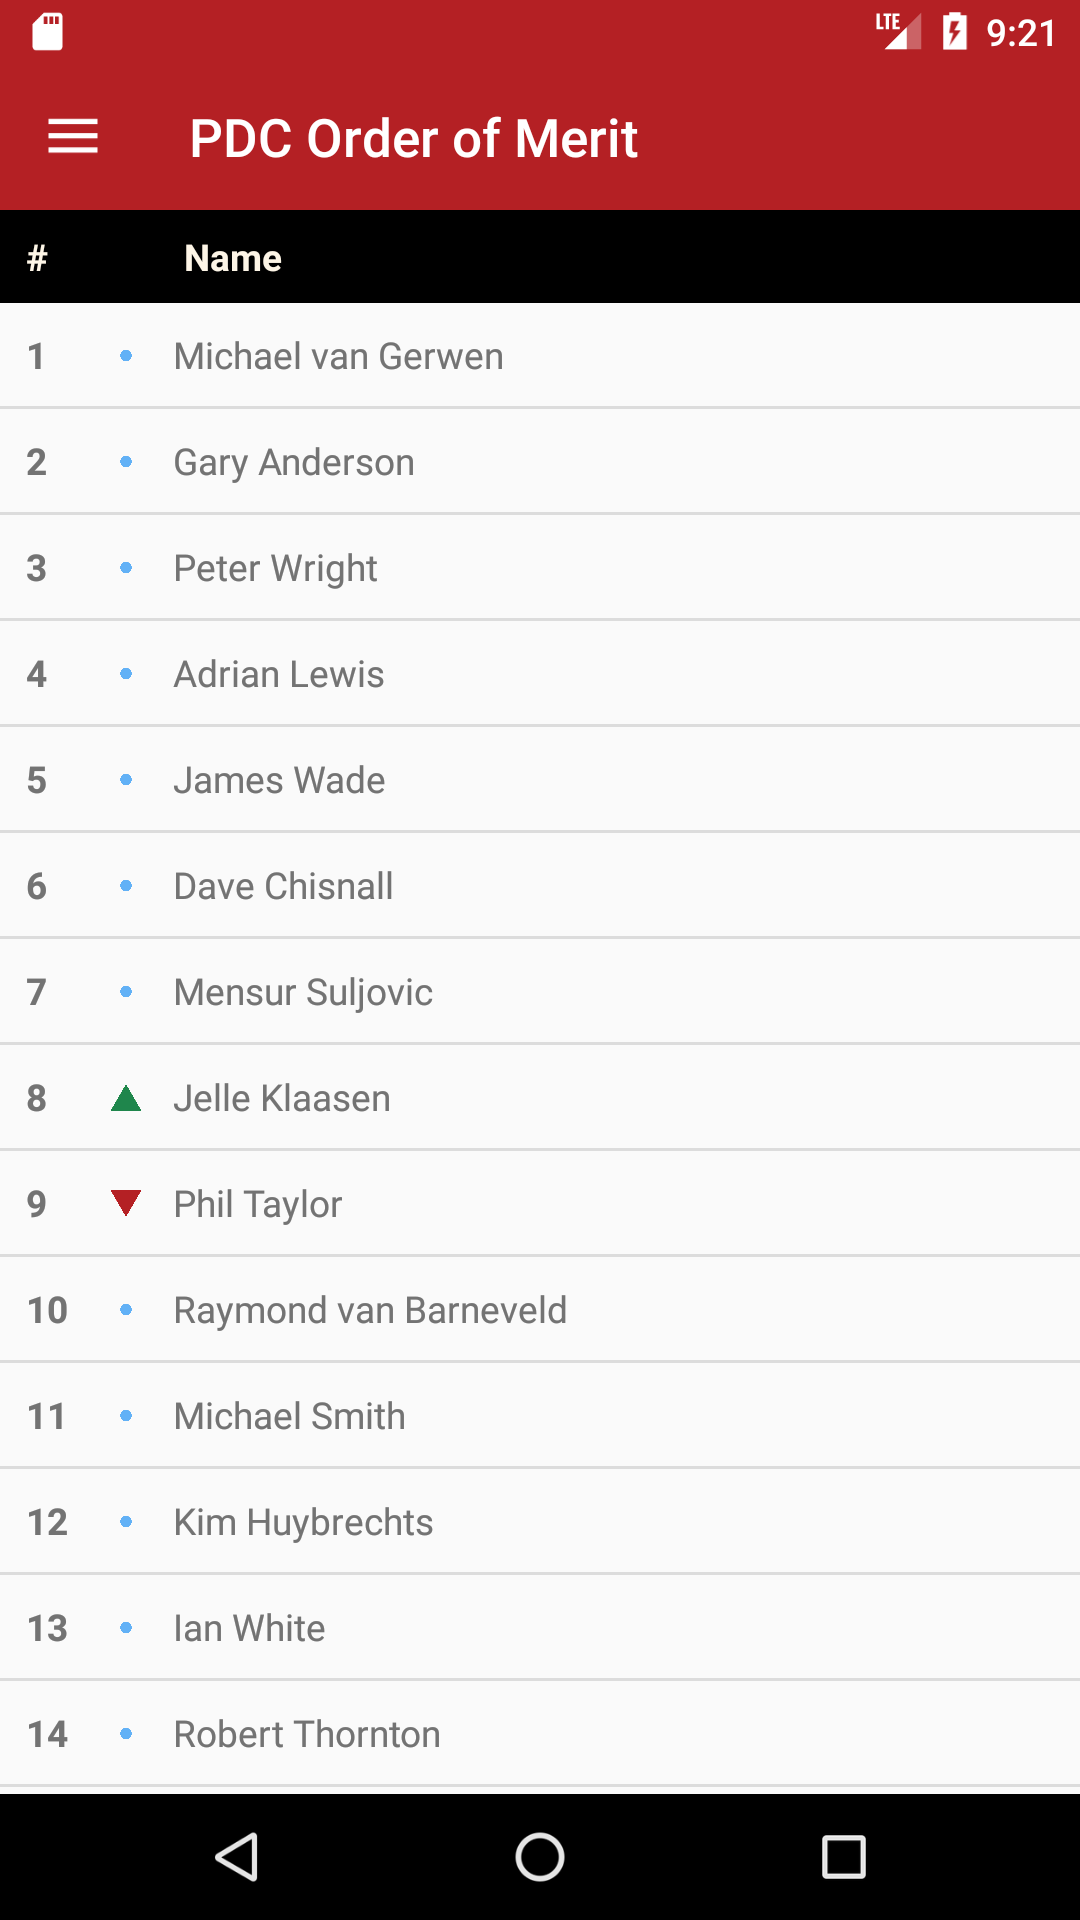 LTE 9:21
PDC Order of Merit
# Name
1 Michael van Gerwen
2 Gary Anderson
3 Peter Wright
4 Adrian Lewis
5 James Wade
6 Dave Chisnall
7 Mensur Suljovic
8 Jelle Klaasen
9 Phil Taylor
10 Raymond van Barneveld
11 Michael Smith
12 Kim Huybrechts
13 Ian White
14 Robert Thornton